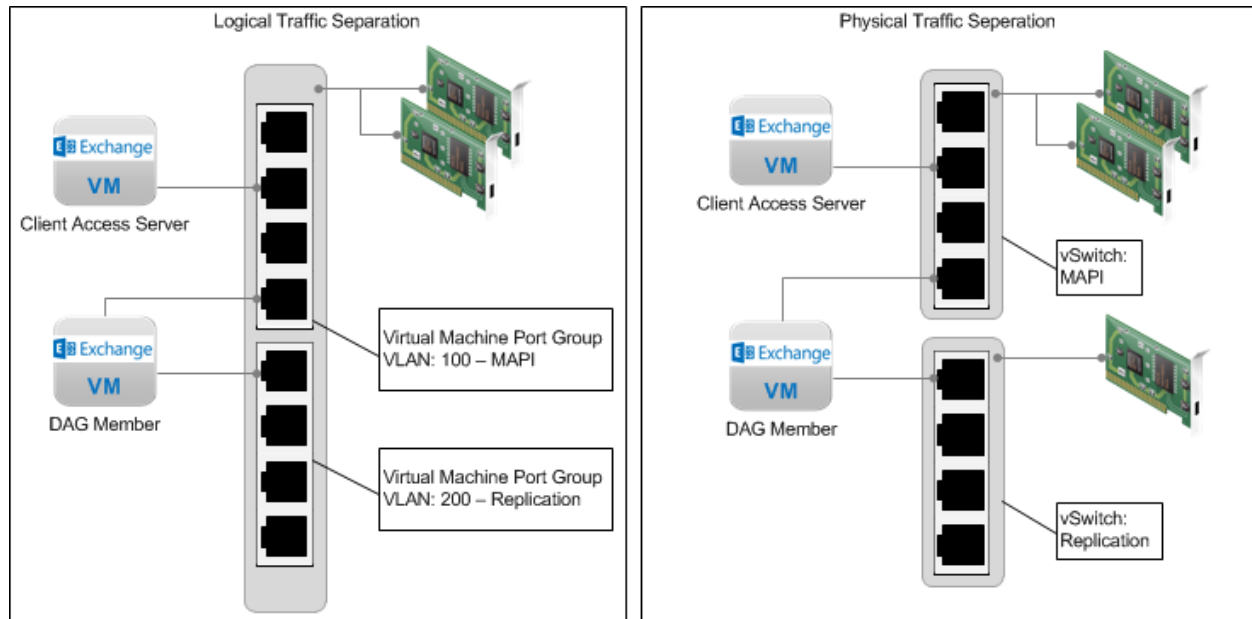 Logical Traffic Separation
E Exchange
VM
Client Access Server
E Exchange
VM
DAG Member
Virtual Machine Port Group
VLAN: 100 – MAPI
Virtual Machine Port Group
VLAN: 200 – Replication
Physical Traffic Seperation
E Exchange
VM
Client Access Server
vSwitch:
MAPI
E Exchange
VM
DAG Member
vSwitch:
Replication